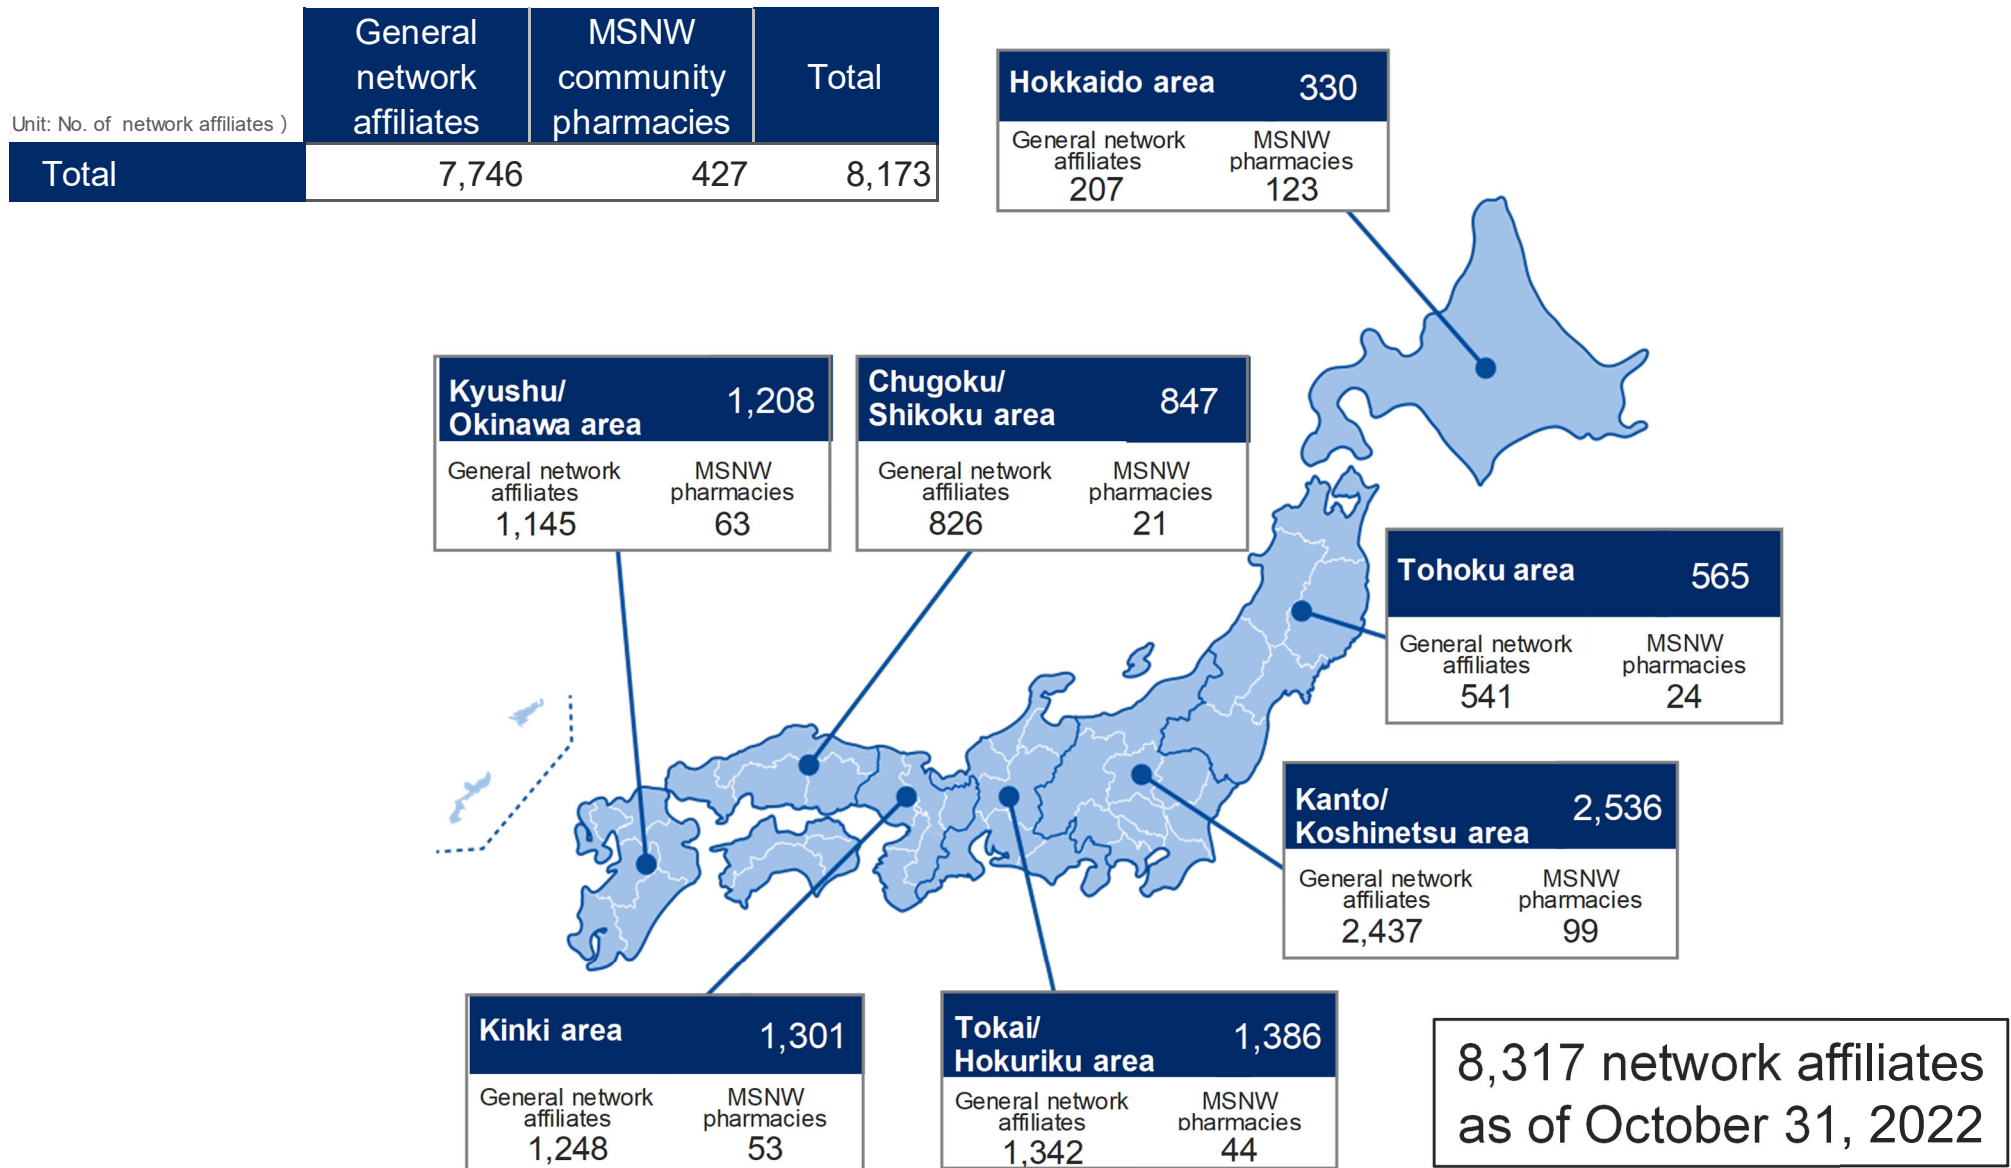 General network affiliates
MSNW community pharmacies
Total
Unit: No. of network affiliates )
Total
7,746
427
8,173
Hokkaido area
330
General network
affiliates
207
MSNW
pharmacies
123
Kyushu/
Okinawa area
1,208
General network
affiliates
1,145
MSNW
pharmacies
63
Chugoku/
Shikoku area
847
General network
affiliates
826
MSNW
pharmacies
21
Tohoku area
565
General network
affiliates
541
MSNW
pharmacies
24
Kanto/
Koshinetsu area
2,536
General network
affiliates
2,437
MSNW
pharmacies
99
Kinki area
1,301
General network
affiliates
1,248
MSNW
pharmacies
53
Tokai/
Hokuriku area
1,386
General network
affiliates
1,342
MSNW
pharmacies
44
8,317 network affiliates
as of October 31, 2022